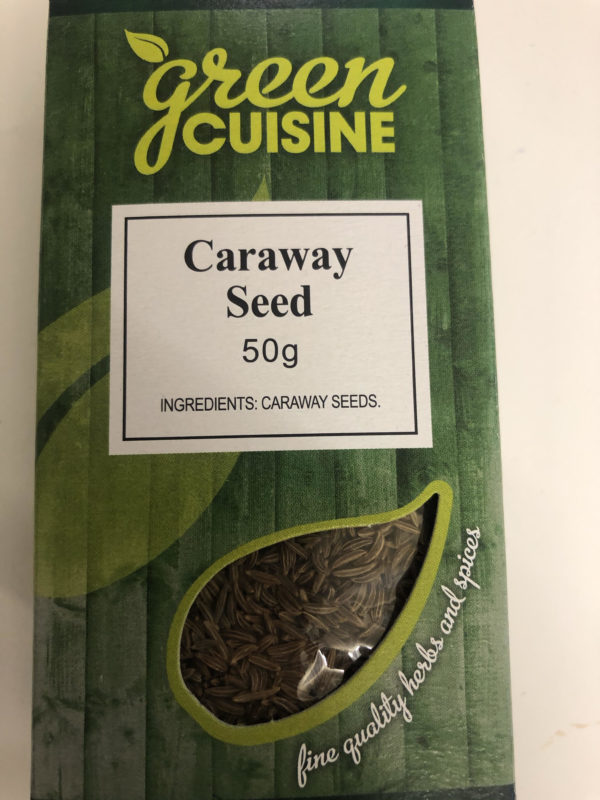 green
CUISINE
Caraway
Seed
50g
INGREDIENTS: CARAWAY SEEDS.
fine quality herbs and spices